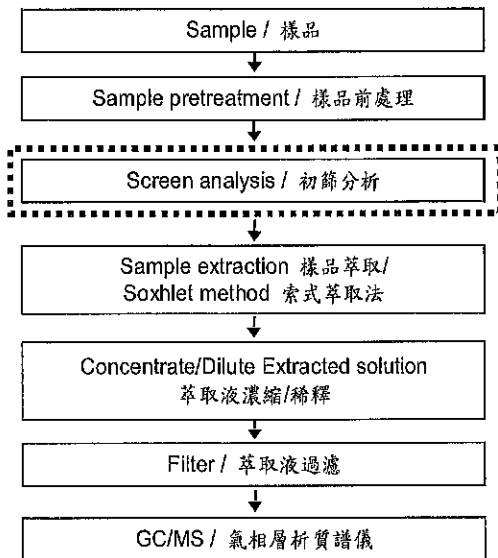 Sample / 樣品
Sample pretreatment / 樣品前處理
Screen analysis / 初篩分析
Sample extraction 樣品萃取/
Soxhlet method 索式萃取法
Concentrate/Dilute Extracted solution
萃取液濃縮/稀釋
Filter / 萃取液過濾
GC/MS / 氣相層析質譜儀